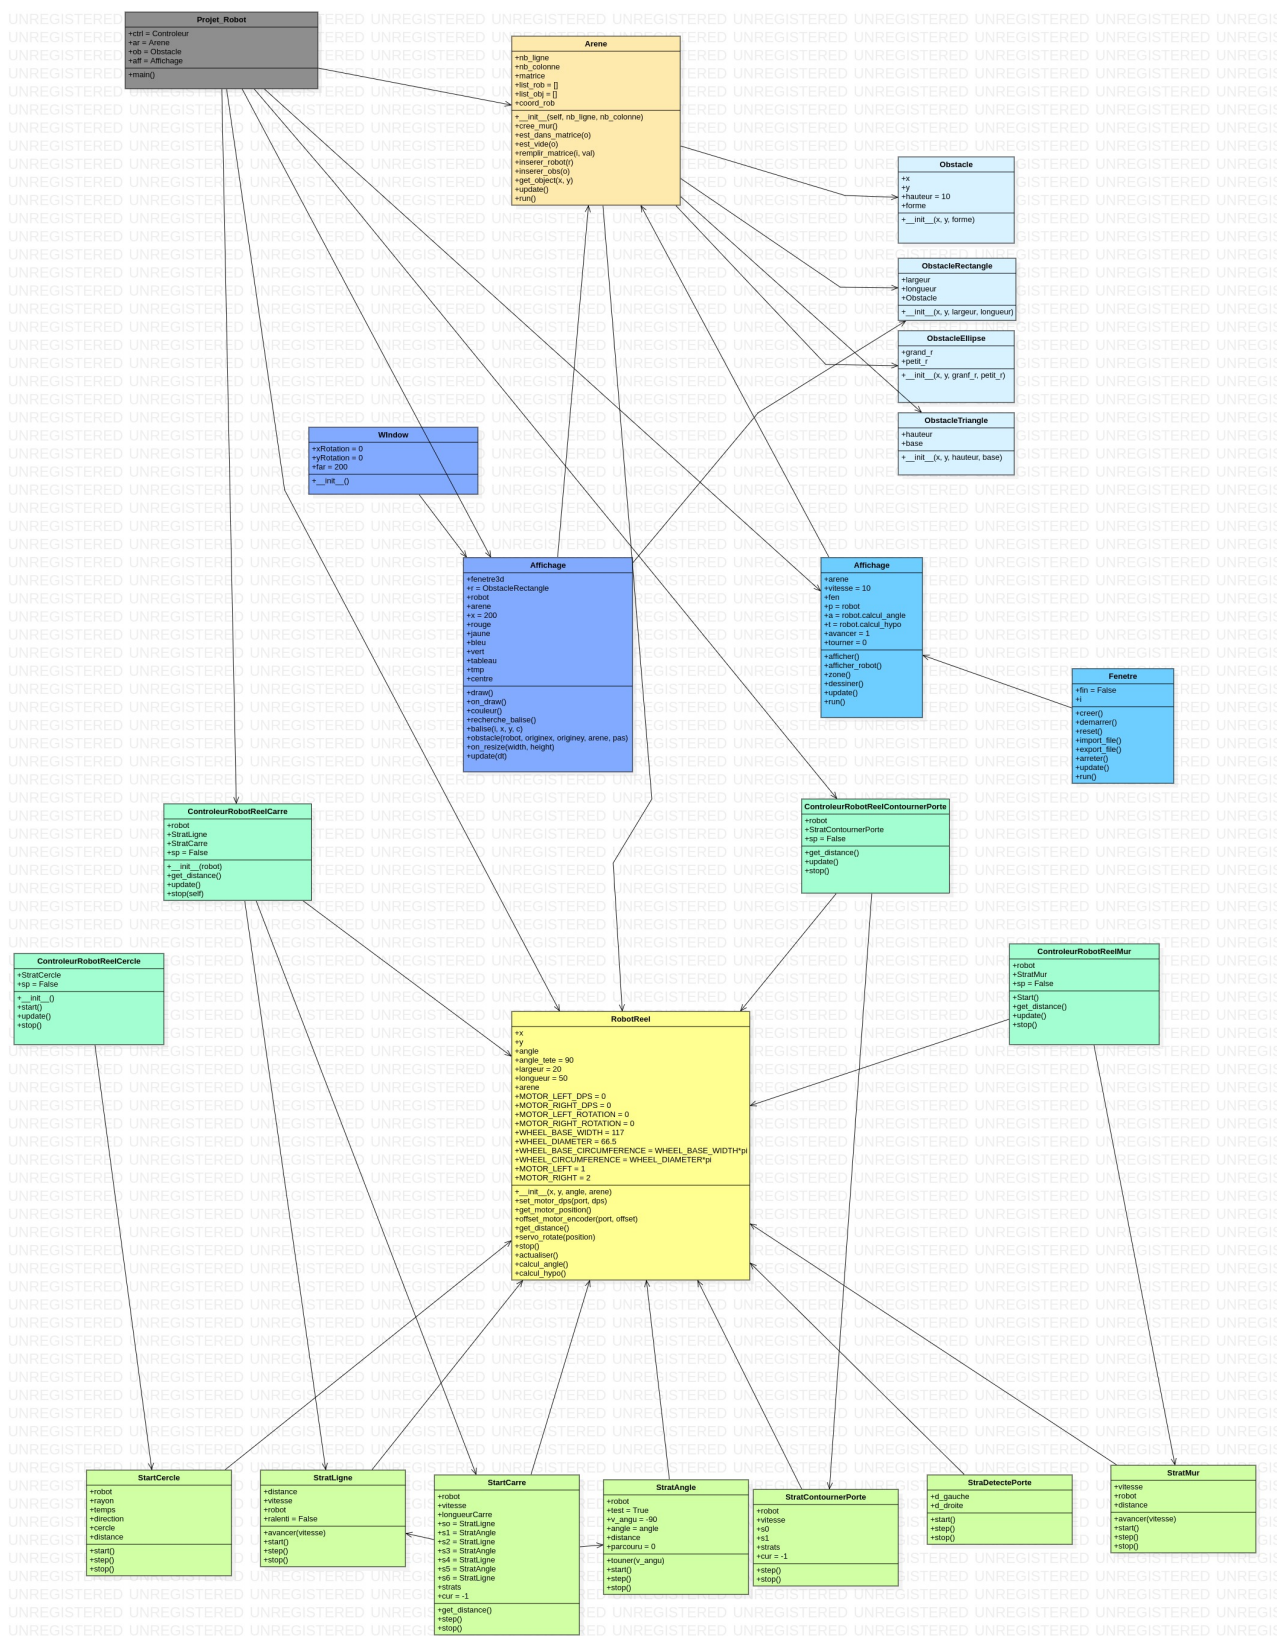 Projet_Robot
+ctrl = Controleur
+ar = Arene
+ob = Obstacle
+aff = Affichage
+main()
Arene
+nb_ligne
+nb_colonne
+matrice
+list_rob = []
+list_obj = []
+coord_rob
+__init__(self, nb_ligne, nb_colonne)
+cree_mur()
+est_dans_matrice(o)
+est_vide(o)
+remplir_matrice(i, val)
+inserer_robot(r)
+inserer_obs(o)
+get_object(x, y)
+update()
+run()
Obstacle
+x
+y
+hauteur = 10
+forme
+__init__(x, y, forme)
ObstacleRectangle
+largeur
+longueur
+Obstacle
+__init__(x, y, largeur, longueur)
ObstacleEllipse
+grand_r
+petit_r
+__init__(x, y, granf_r, petit_r)
ObstacleTriangle
+hauteur
+base
+__init__(x, y, hauteur, base)
WIndow
+xRotation = 0
+yRotation = 0
+far = 200
+__init__()
Affichage
+fenetre3d
+r = ObstacleRectangle
+robot
+arene
+x = 200
+rouge
+jaune
+bleu
+vert
+tableau
+tmp
+centre
+draw()
+on_draw()
+couleur()
+recherche_balise()
+balise(i, x, y, c)
+obstacle(robot, originex, originey, arene, pas)
+on_resize(width, height)
+update(dt)
Affichage
+arene
+vitesse = 10
+fen
+p = robot
+a = robot.calcul_angle
+t = robot.calcul_hypo
+avancer = 1
+tourner = 0
+afficher()
+afficher_robot()
+zone()
+dessiner()
+update()
+run()
Fenetre
+fin = False
+i
+creer()
+demarrer()
+reset()
+import_file()
+export_file()
+arreter()
+update()
+run()
ControleurRobotReelCarre
+robot
+StratLigne
+StratCarre
+sp = False
+__init__(robot)
+get_distance()
+update()
+stop(self)
ControleurRobotReelContournerPorte
+robot
+StratContournerPorte
+sp = False
+get_distance()
+update()
+stop()
ControleurRobotReelCercle
+StratCercle
+sp = False
+__init__()
+start()
+update()
+stop()
ControleurRobotReelMur
+robot
+StratMur
+sp = False
+Start()
+get_distance()
+update()
+stop()
RobotReel
+x
+y
+angle
+angle_tete = 90
+largeur = 20
+longueur = 50
+arene
+MOTOR_LEFT_DPS = 0
+MOTOR_RIGHT_DPS = 0
+MOTOR_LEFT_ROTATION = 0
+MOTOR_RIGHT_ROTATION = 0
+WHEEL_BASE_WIDTH = 117
+WHEEL_DIAMETER = 66.5
+WHEEL_BASE_CIRCUMFERENCE = WHEEL_BASE_WIDTH*pi
+WHEEL_CIRCUMFERENCE = WHEEL_DIAMETER*pi
+MOTOR_LEFT = 1
+MOTOR_RIGHT = 2
+__init__(x, y, angle, arene)
+set_motor_dps(port, dps)
+get_motor_position()
+offset_motor_encoder(port, offset)
+get_distance()
+servo_rotate(position)
+stop()
+actualiser()
+calcul_angle()
+calcul_hypo()
StartCercle
+robot
+rayon
+temps
+direction
+cercle
+distance
+start()
+step()
+stop()
StratLigne
+distance
+vitesse
+robot
+ralenti = False
+avancer(vitesse)
+start()
+step()
+stop()
StartCarre
+robot
+vitesse
+longueurCarre
+so = StratLigne
+s1 = StratAngle
+s2 = StratLigne
+s3 = StratAngle
+s4 = StratLigne
+s5 = StratAngle
+s6 = StratLigne
+strats
+cur = -1
+get_distance()
+step()
+stop()
StratAngle
+robot
+test = True
+v_angu = -90
+angle = angle
+distance
+parcouru = 0
+touner(v_angu)
+start()
+step()
+stop()
StratContournerPorte
+robot
+vitesse
+s0
+s1
+strats
+cur = -1
+step()
+stop()
StraDetectePorte
+d_gauche
+d_droite
+start()
+step()
+stop()
StratMur
+vitesse
+robot
+distance
+avancer(vitesse)
+start()
+step()
+stop()